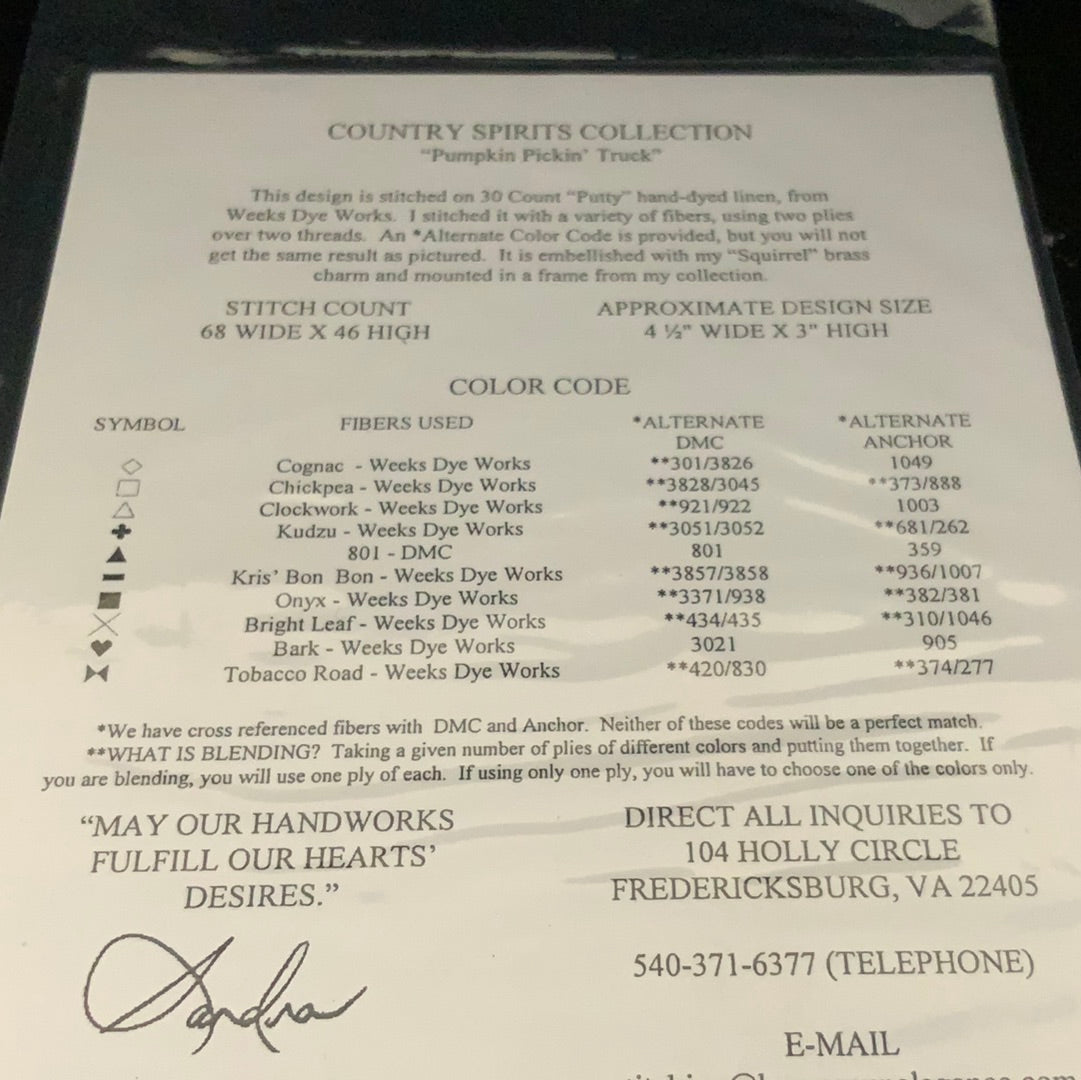 COUNTRY SPIRITS COLLECTION
"Pumpkin Pickin' Truck"
This design is stitched on 30 Count "Putty" hand-dyed linen, from
Weeks Dye Works. I stitched it with a variety of fibers, using two plies
over two threads. An *Alternate Color Code is provided, but you will not
get the same result as pictured. It is embellished with my "Squirrel" brass
charm and mounted in a frame from my collection.
STITCH COUNT APPROXIMATE DESIGN SIZE
68 WIDE X 46 HIGH 4 ½" WIDE X 3" HIGH
COLOR CODE
SYMBOL FIBERS USED *ALTERNATE *ALTERNATE
DMC ANCHOR
Cognac - Weeks Dye Works **301/3826 1049
Chickpea - Weeks Dye Works **3828/3045 **373/888
Clockwork - Weeks Dye Works **921/922 1003
Kudzu - Weeks Dye Works **3051/3052 **681/262
801 - DMC 801 359
Kris' Bon Bon - Weeks Dye Works **3857/3858 **936/1007
Onyx - Weeks Dye Works **3371/938 **382/381
Bright Leaf - Weeks Dye Works **434/435 **310/1046
Bark - Weeks Dye Works 3021 905
Tobacco Road - Weeks Dye Works **420/830 **374/277
*We have cross referenced fibers with DMC and Anchor. Neither of these codes will be a perfect match.
**WHAT IS BLENDING? Taking a given number of plies of different colors and putting them together. If
you are blending, you will use one ply of each. If using only one ply, you will have to choose one of the colors only.
"MAY OUR HANDWORKS
FULFILL OUR HEARTS'
DESIRES."
Sandra
DIRECT ALL INQUIRIES TO
104 HOLLY CIRCLE
FREDERICKSBURG, VA 22405
540-371-6377 (TELEPHONE)
E-MAIL